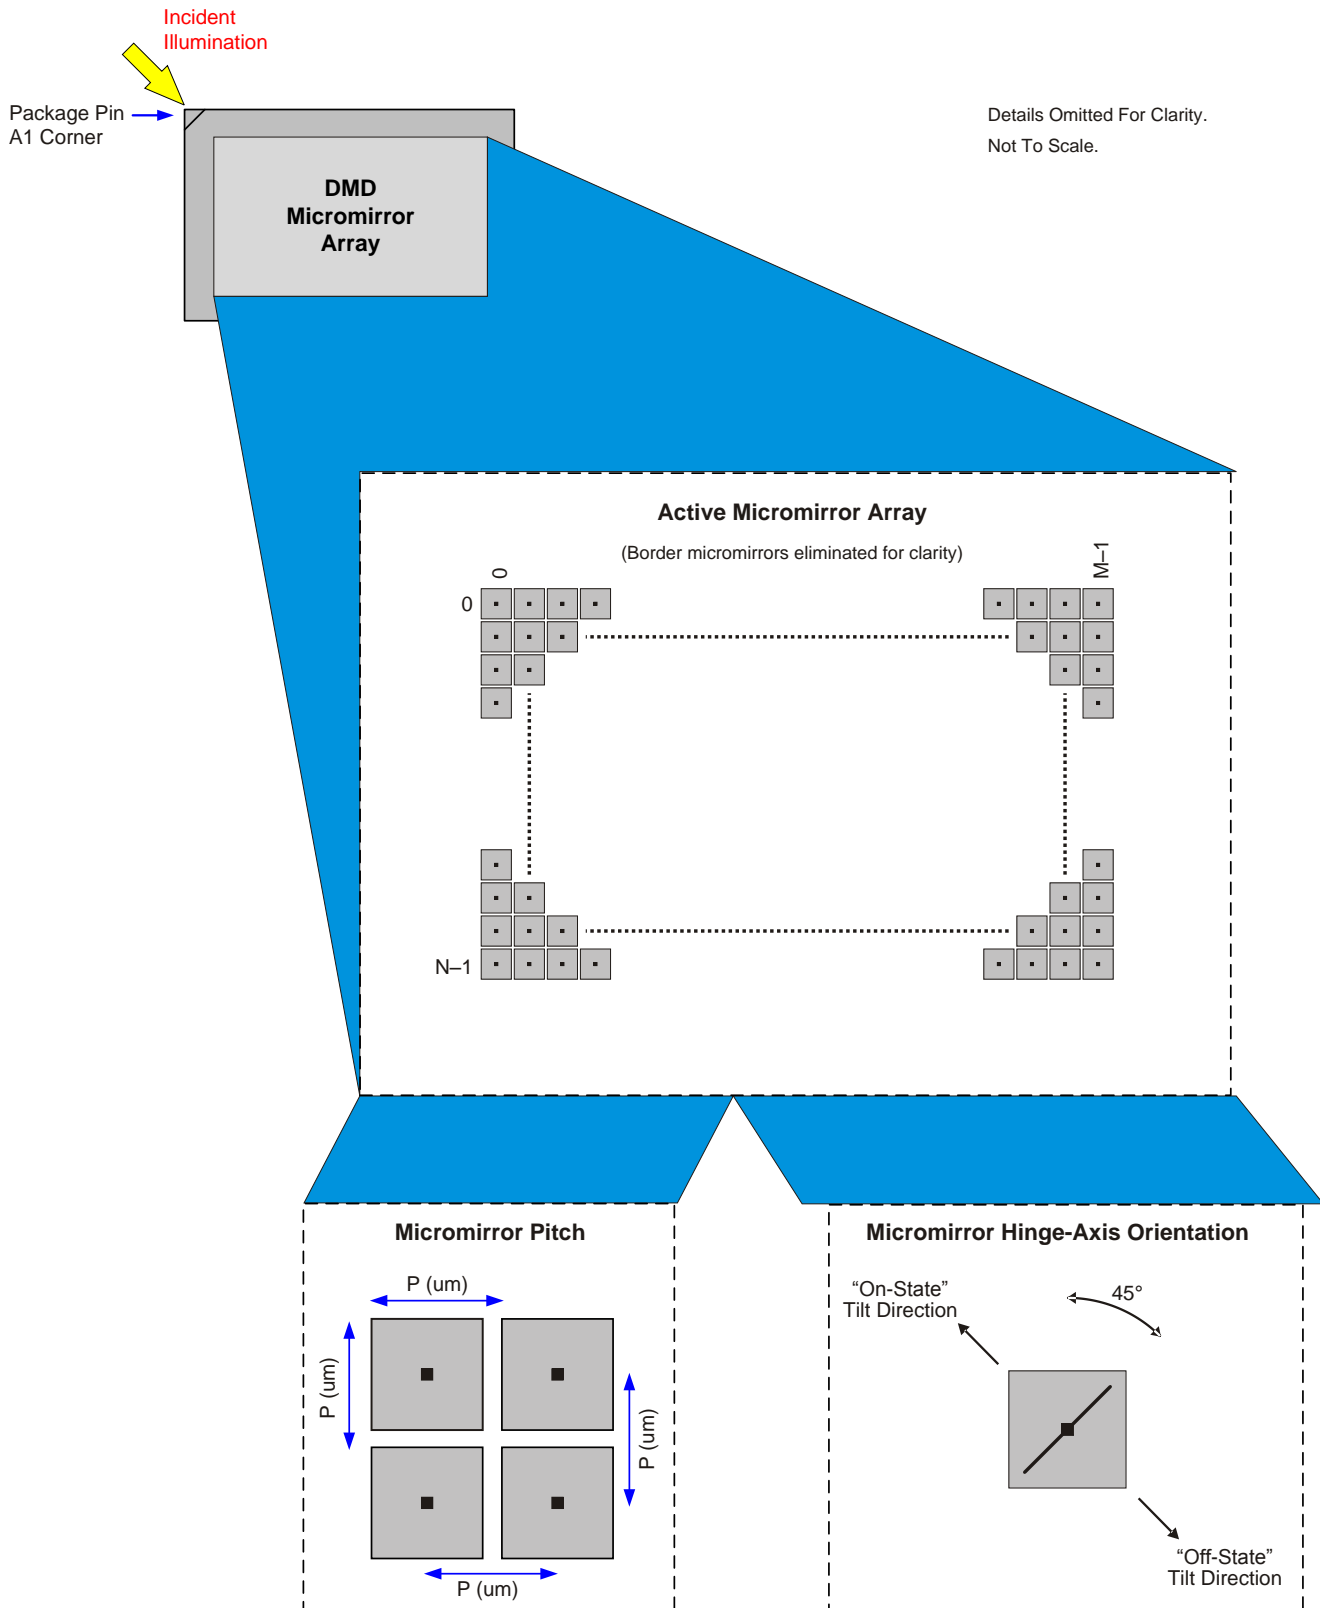 Incident
Illumination
Package Pin
A1 Corner
Details Omitted For Clarity.
Not To Scale.
DMD
Micromirror
Array
Active Micromirror Array
(Border micromirrors eliminated for clarity)
0
M–1
0
N–1
Micromirror Pitch
P (um)
P (um)
P (um)
P (um)
Micromirror Hinge-Axis Orientation
“On-State”
Tilt Direction
45°
“Off-State”
Tilt Direction